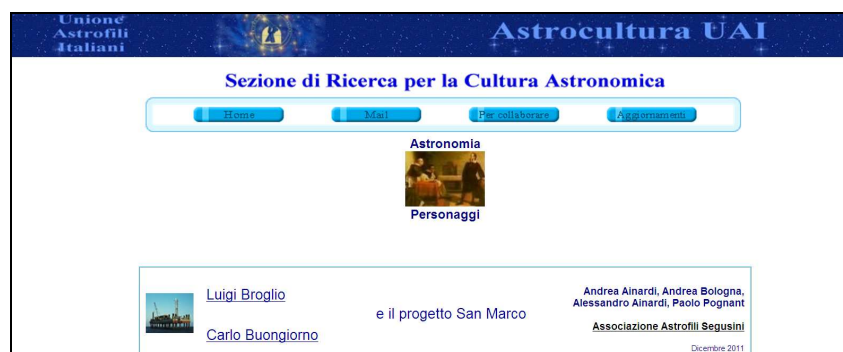 Unione
Astrofili
Italiani
Astrocultura UAI
Sezione di Ricerca per la Cultura Astronomica
Home
Mail
Per collaborare
Aggiornamenti
Astronomia
Personaggi
Luigi Broglio
Carlo Buongiorno
e il progetto San Marco
Andrea Ainardi, Andrea Bologna,
Alessandro Ainardi, Paolo Pognant
Associazione Astrofili Segusini
Dicembre 2011